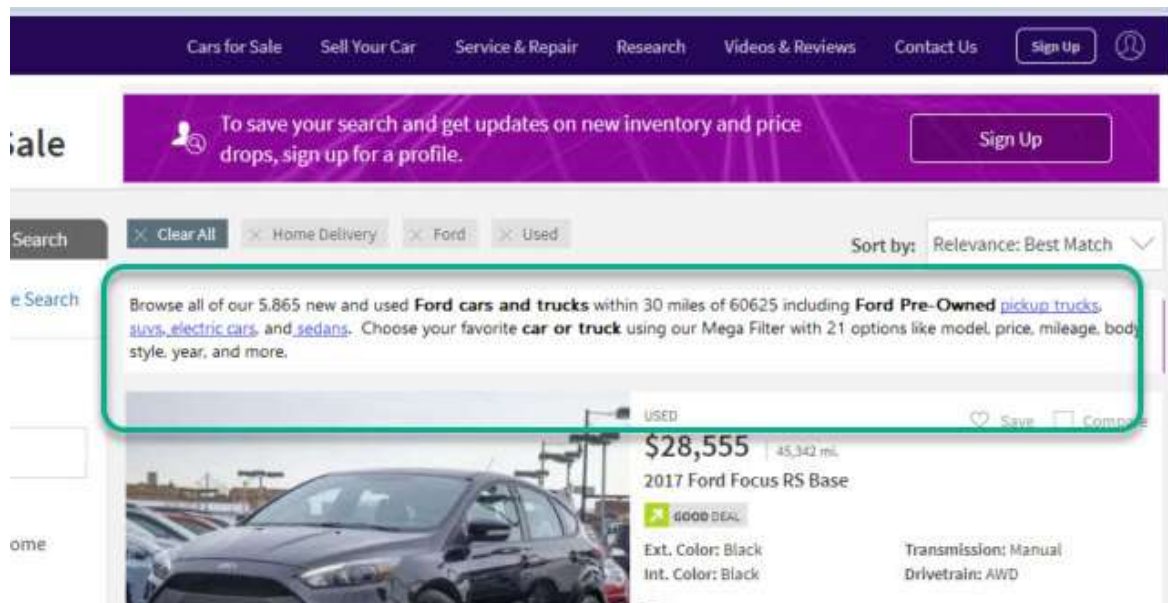 Cars for Sale Sell Your Car Service & Repair Research Videos & Reviews Contact Us Sign Up
To save your search and get updates on new inventory and price
drops, sign up for a profile.
Sign Up
ale
Search
Clear All Home Delivery Ford Used
Sort by: Relevance: Best Match
e Search
Browse all of our 5,865 new and used Ford cars and trucks within 30 miles of 60625 including Ford Pre-Owned pickup trucks,
suvs, electric cars, and sedans. Choose your favorite car or truck using our Mega Filter with 21 options like model, price, mileage, body
style, year, and more.
USED
Save Compare
$28,555 45,342 mi.
2017 Ford Focus RS Base
GOOD DEAL
ome
Ext. Color: Black Transmission: Manual
Int. Color: Black Drivetrain: AWD